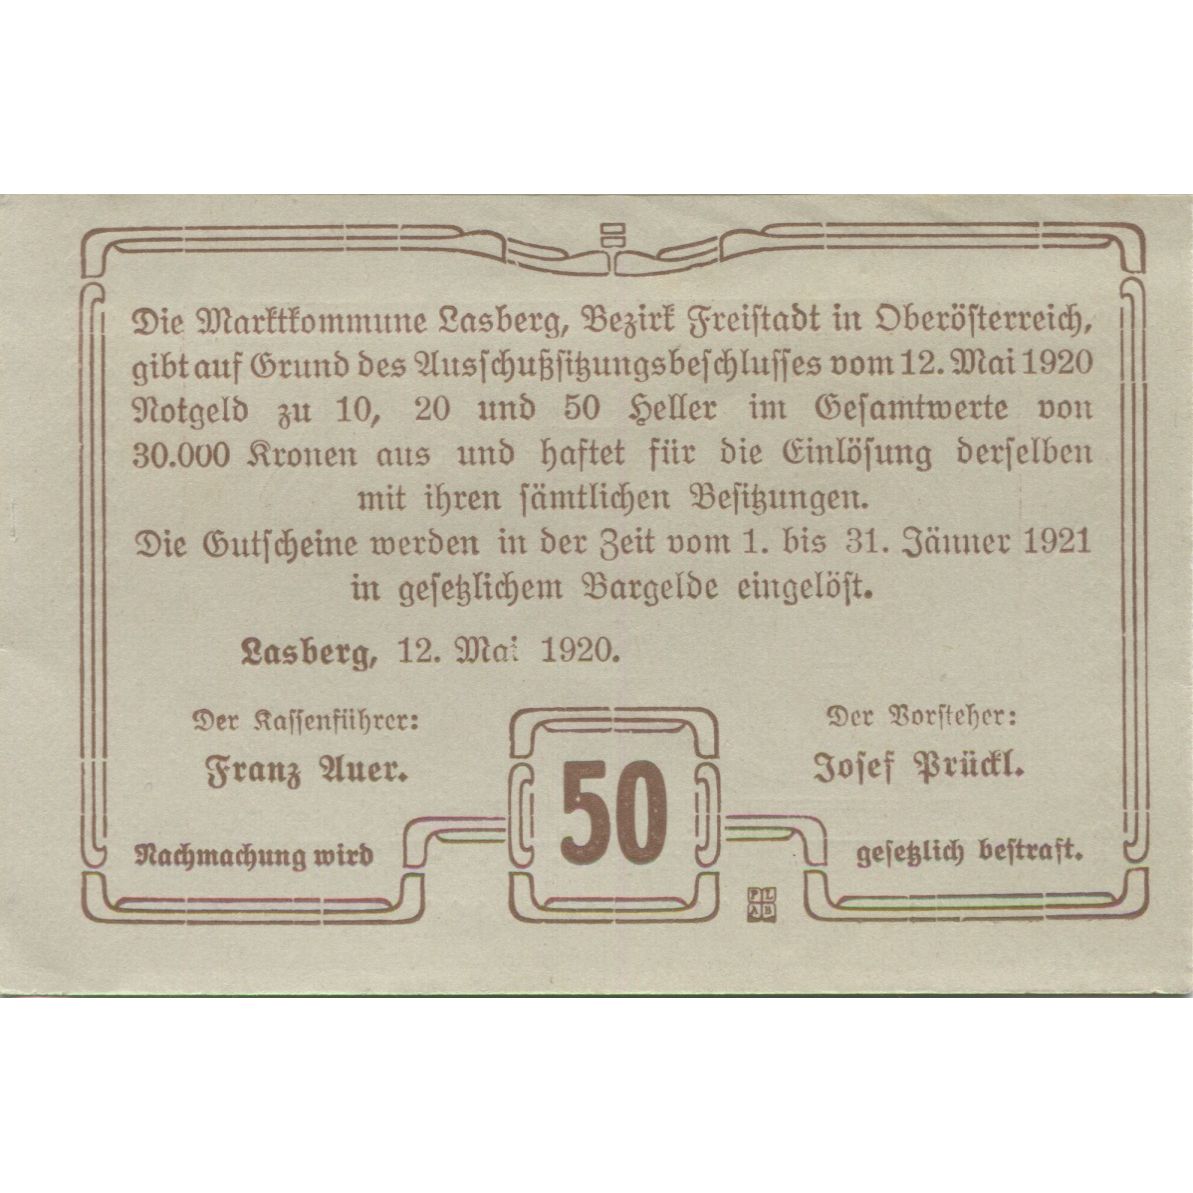 Die Marktkommune Lasberg, Bezirk Freistadt in Oberösterreich,
gibt auf Grund des Ausschußsitzungsbeschlusses vom 12. Mai 1920
Notgeld zu 10, 20 und 50 Heller im Gesamtwerte von
30.000 Kronen aus und haftet für die Einlösung derselben
mit ihren sämtlichen Besitzungen.
Die Gutscheine werden in der Zeit vom 1. bis 31. Jänner 1921
in gesetzlichem Bargelde eingelöst.
Lasberg, 12. Mai 1920.
Der Kassenführer:
Franz Auer.
Der Vorsteher:
Josef Prückl.
50
Nachmachung wird
gesetzlich bestraft.
P L
A B